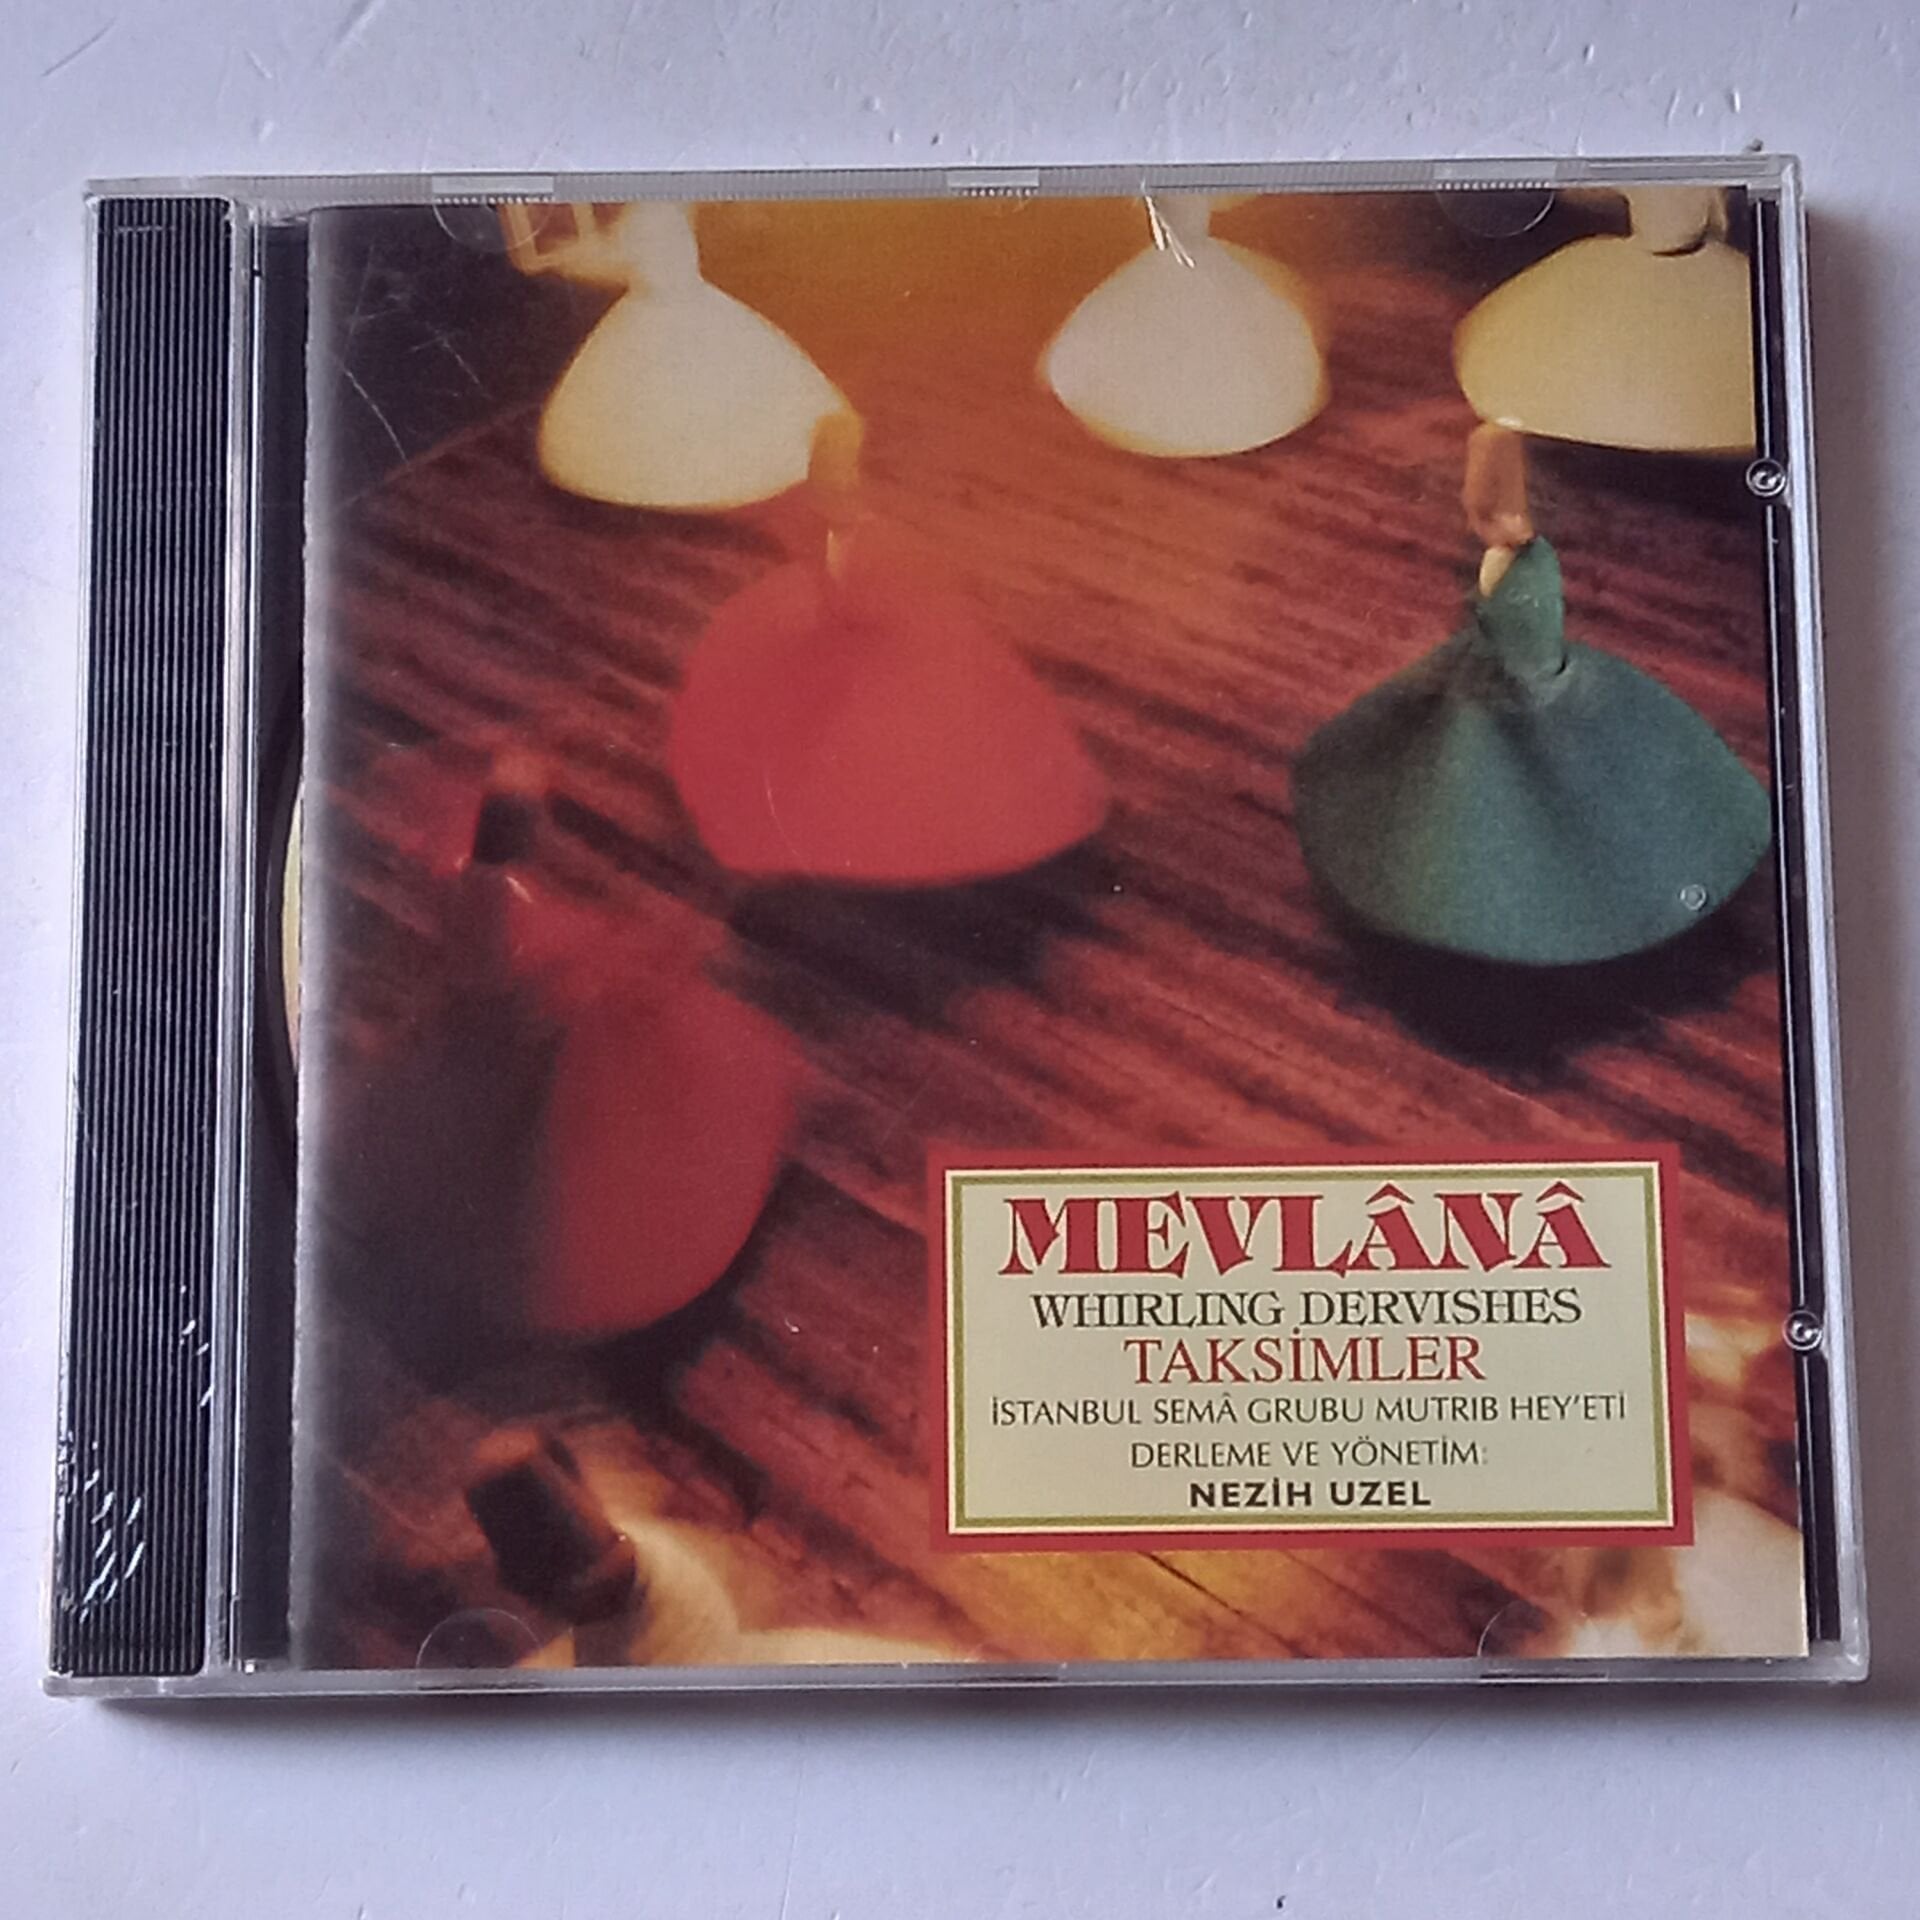 MEVLÂNÂ
WHIRLING DERVISHES
TAKSİMLER
İSTANBUL SEMÂ GRUBU MUTRIB HEY'ETİ
DERLEME VE YÖNETİM:
NEZİH UZEL